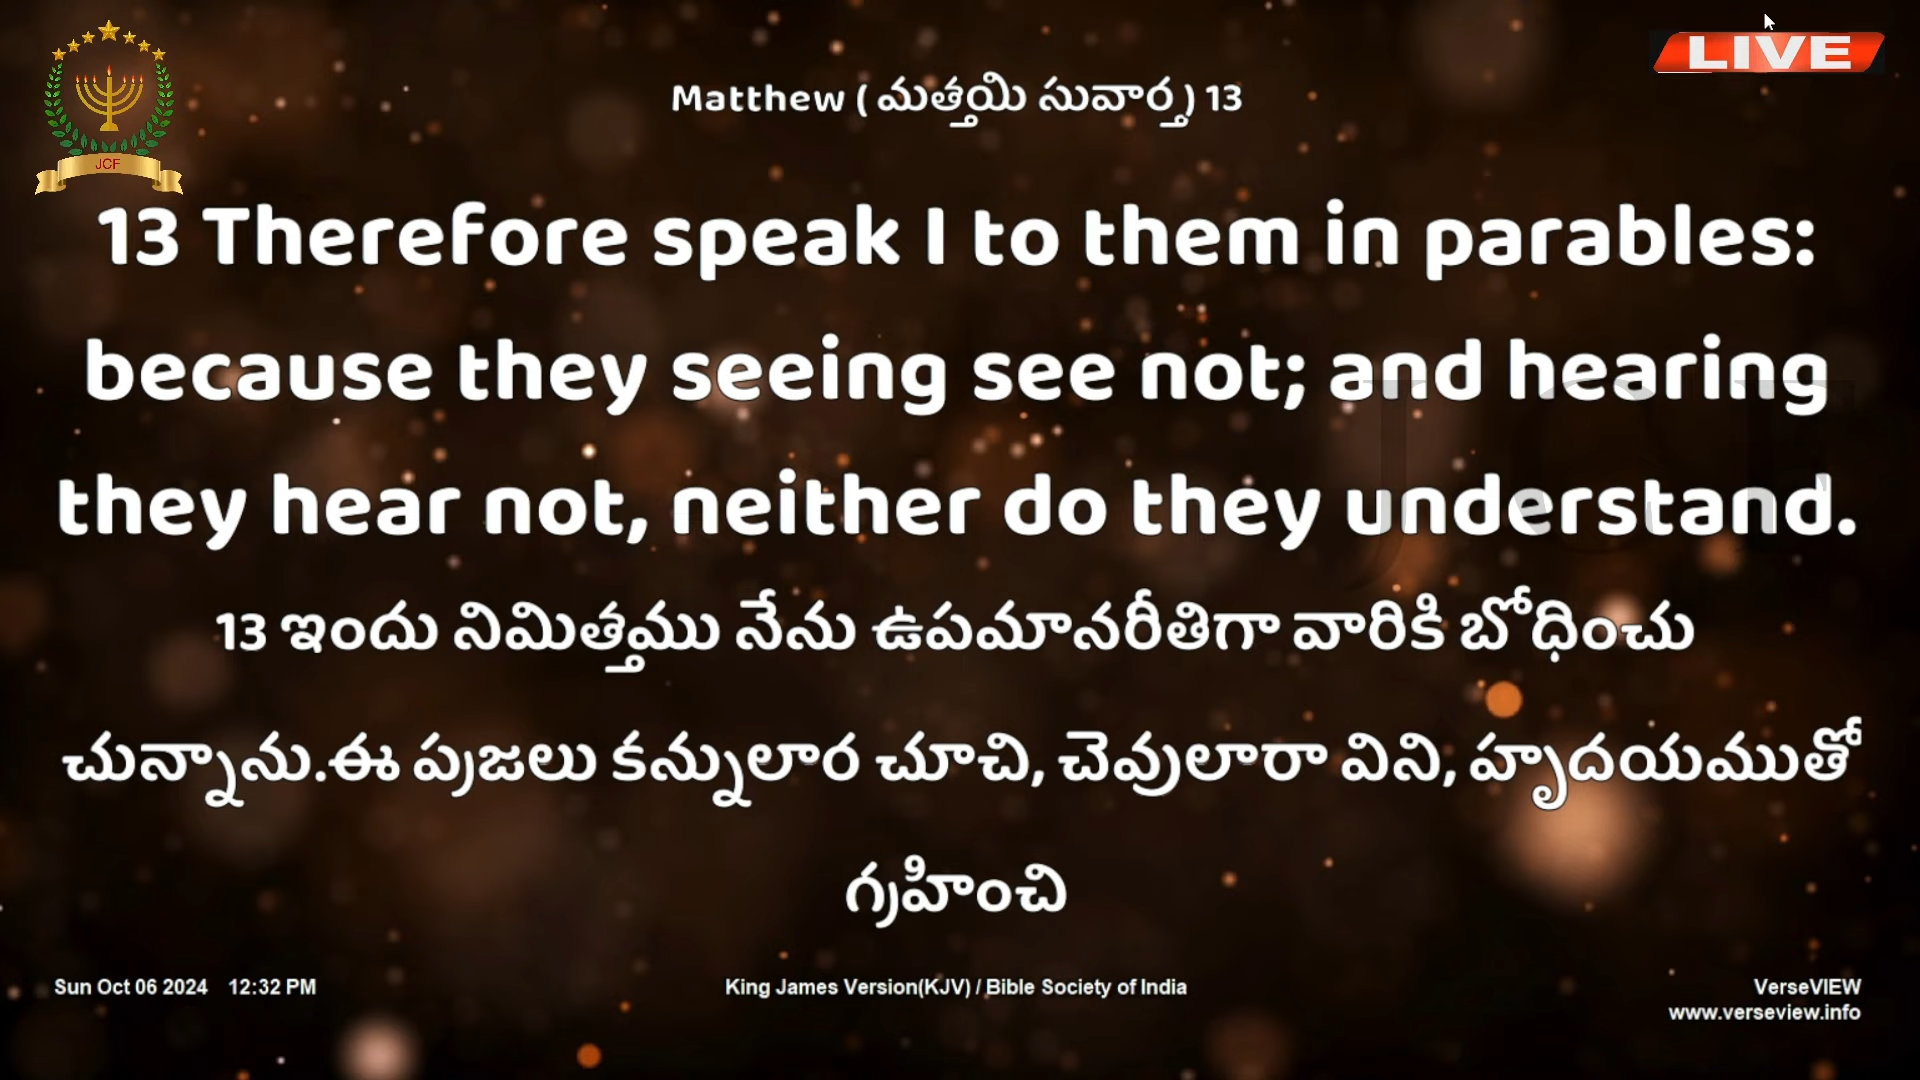 JCF
LIVE
Matthew ( మత్తయి సువార్త ) 13
13 Therefore speak I to them in parables:
because they seeing see not; and hearing
they hear not, neither do they understand.
13 ఇందు నిమిత్తము నేను ఉపమానరీతిగా వారికి బోధించు
చున్నాను.ఈ ప్రజలు కన్నులార చూచి, చెవులారా విని, హృదయముతో
గ్రహించి
Sun Oct 06 2024 12:32 PM
King James Version(KJV) / Bible Society of India
VerseVIEW
www.verseview.info
JCF